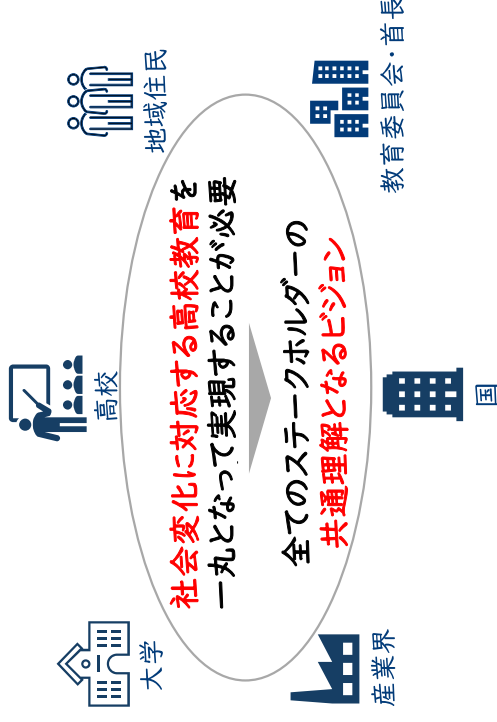 大学
高校
地域住民
社会変化に対応する高校教育を
一丸となって実現することが必要
全てのステークホルダーの
共通理解となるビジョン
産業界
国
教育委員会・首長